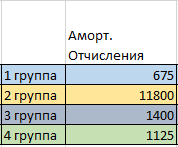 Аморт.
Отчисления
1 группа 675
2 группа 11800
3 группа 1400
4 группа 1125